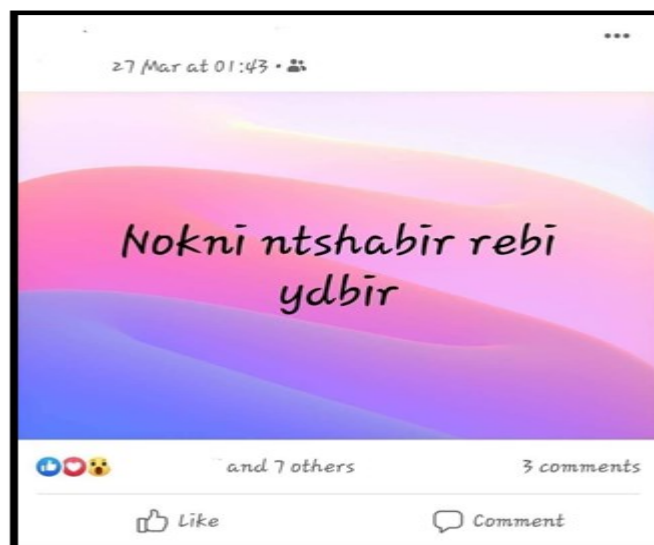 27 Mar at 01:43 •
Nokni ntshabir rebi
ydbir
and 7 others 3 comments
Like Comment